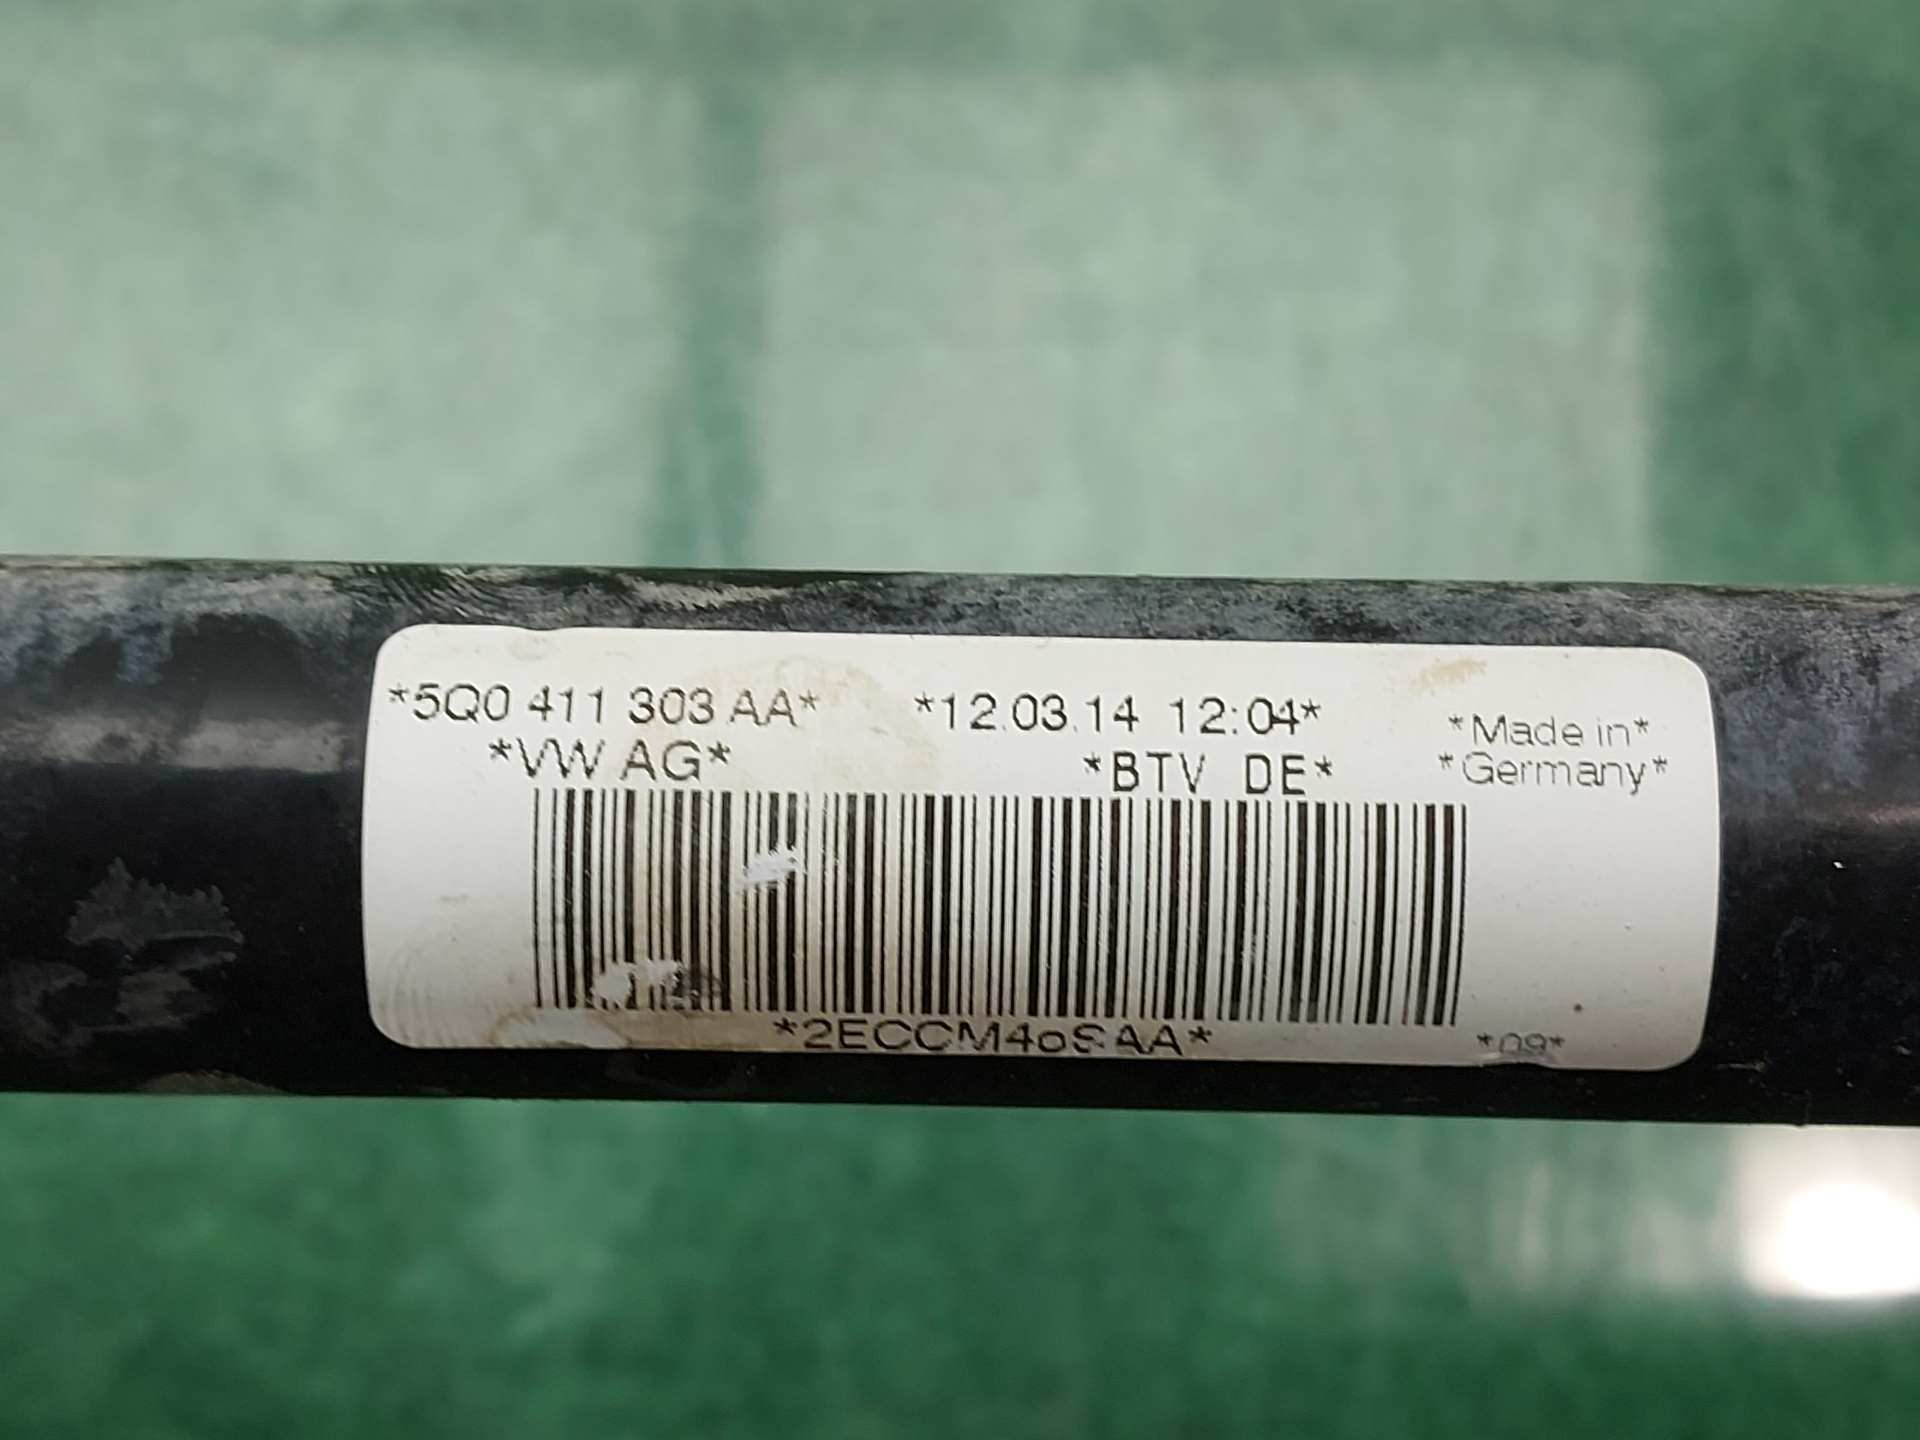 *5Q0 411 303 AA* *12.03.14 12:04*
*VW AG* *BTV DE*
*Made in*
*Germany*
*2ECCM4oSAA*
*09*